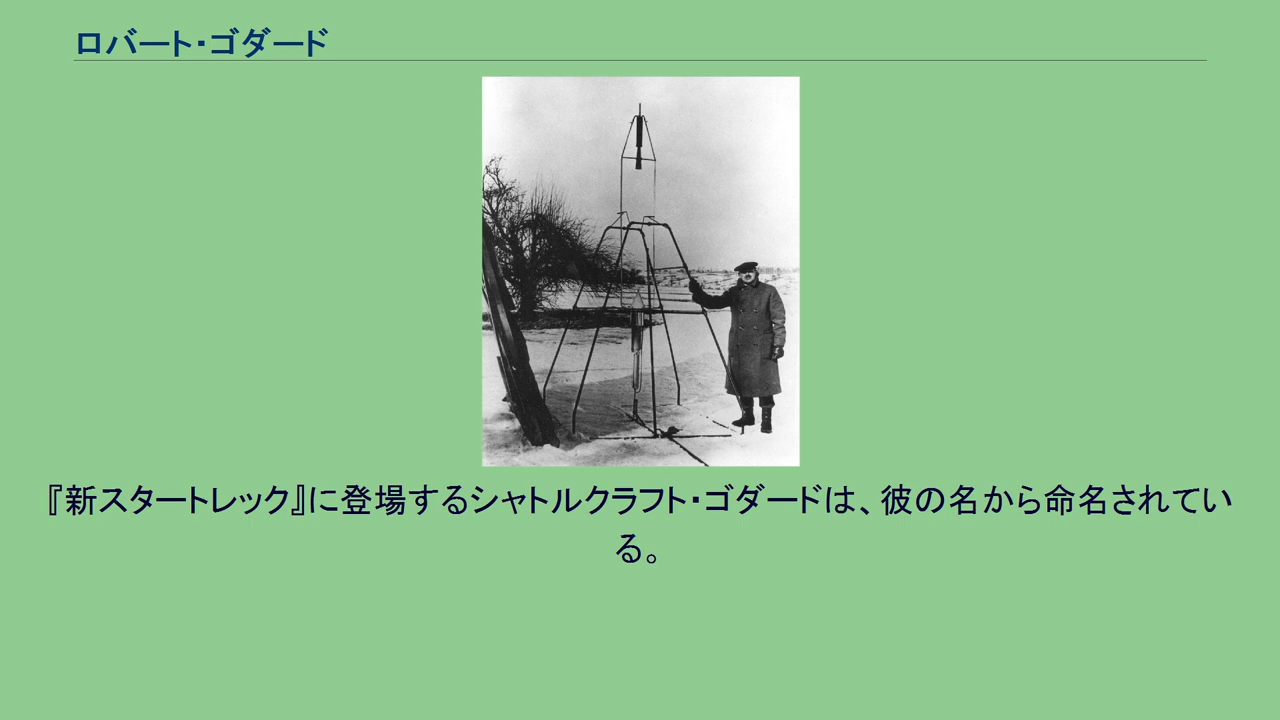 ロバート・ゴダード
『新スタートレック』に登場するシャトルクラフト・ゴダードは、彼の名から命名されてい
る。